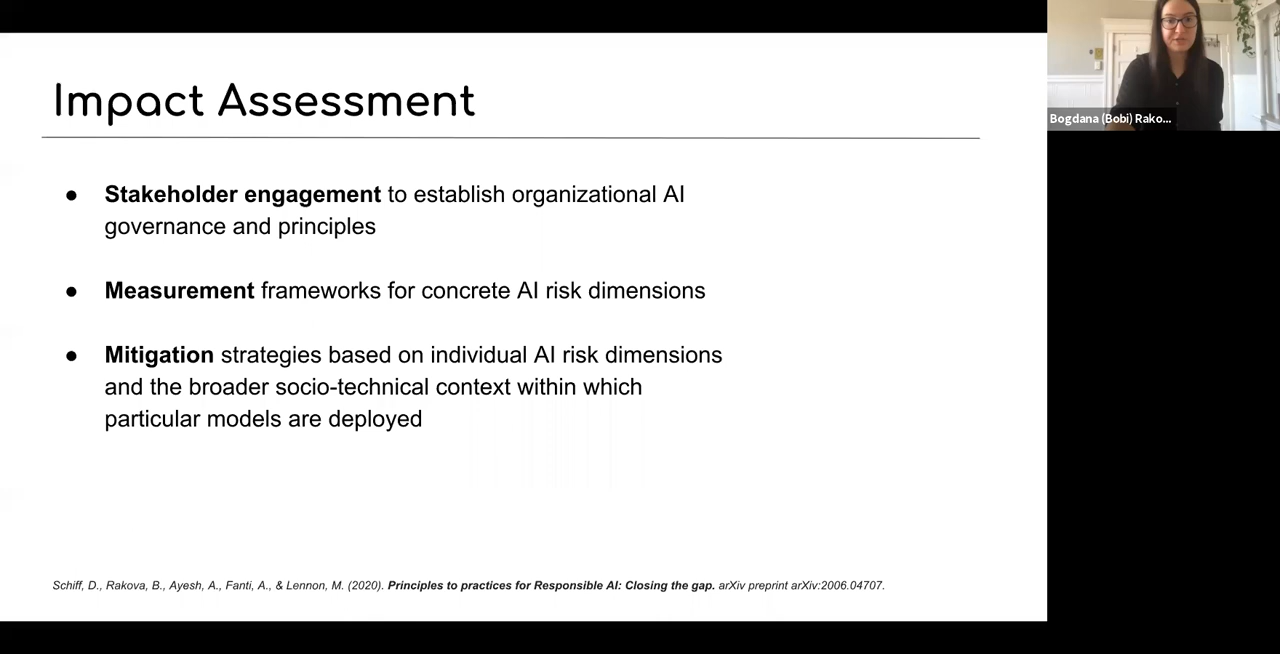 Impact Assessment
● Stakeholder engagement to establish organizational AI
governance and principles
● Measurement frameworks for concrete AI risk dimensions
● Mitigation strategies based on individual AI risk dimensions
and the broader socio-technical context within which
particular models are deployed
Schiff, D., Rakova, B., Ayesh, A., Fanti, A., & Lennon, M. (2020). Principles to practices for Responsible AI: Closing the gap. arXiv preprint arXiv:2006.04707.
Bogdana (Bobi) Rako...